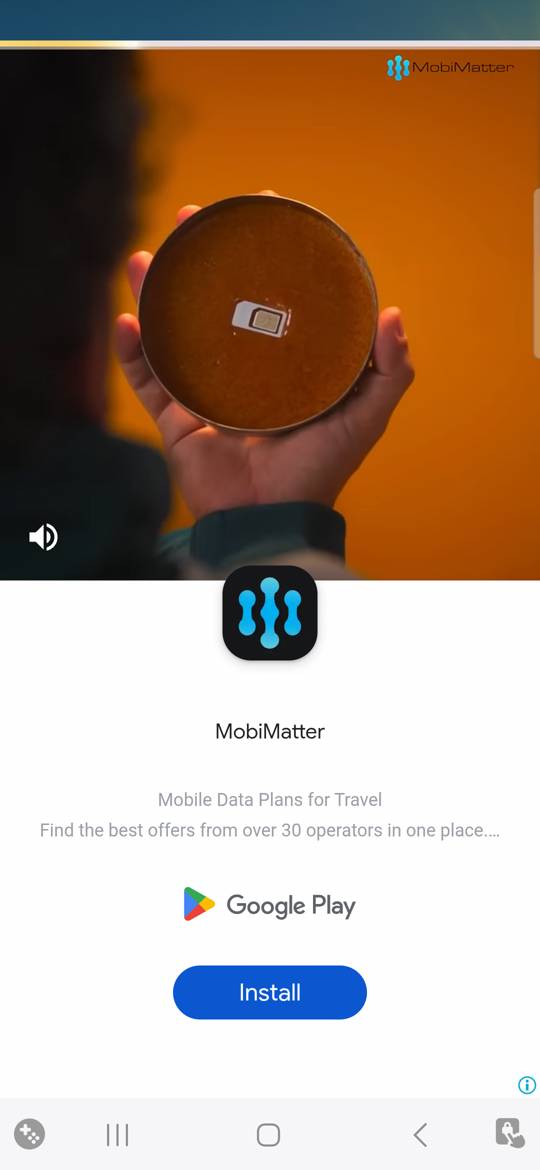 MobiMatter
MobiMatter
Mobile Data Plans for Travel
Find the best offers from over 30 operators in one place....
Google Play
Install